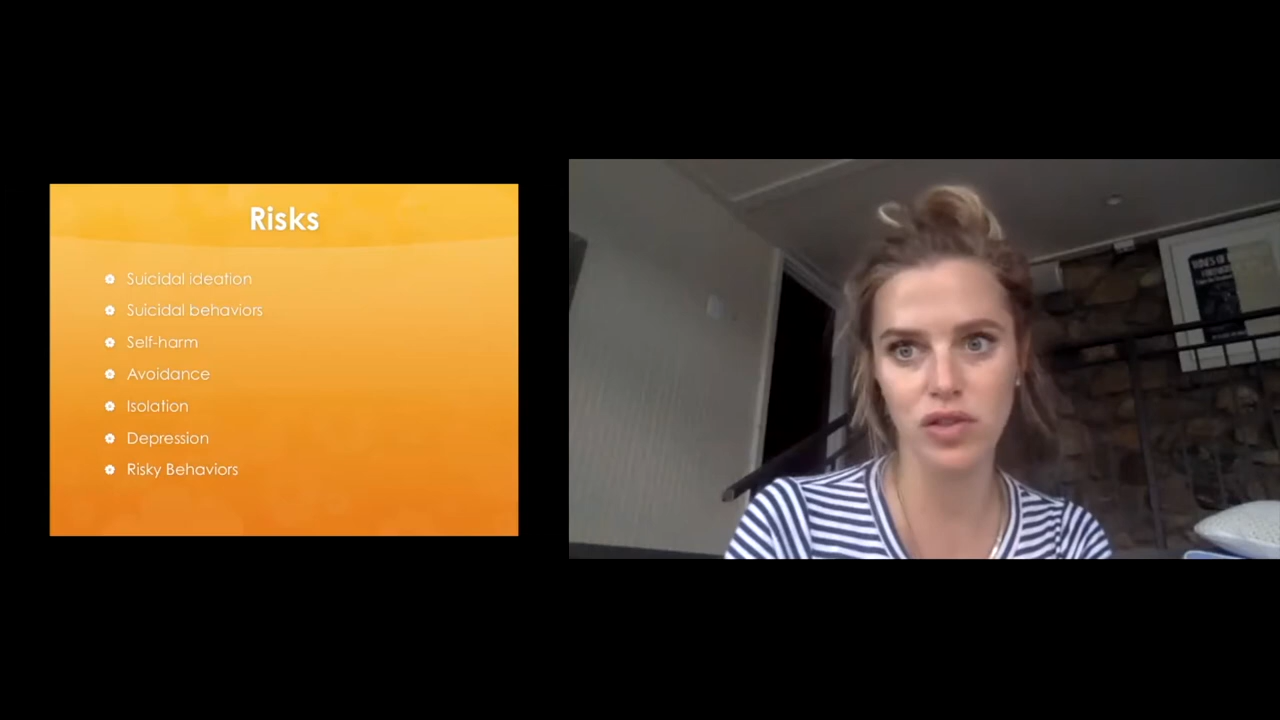 Risks
Suicidal ideation
Suicidal behaviors
Self-harm
Avoidance
Isolation
Depression
Risky Behaviors